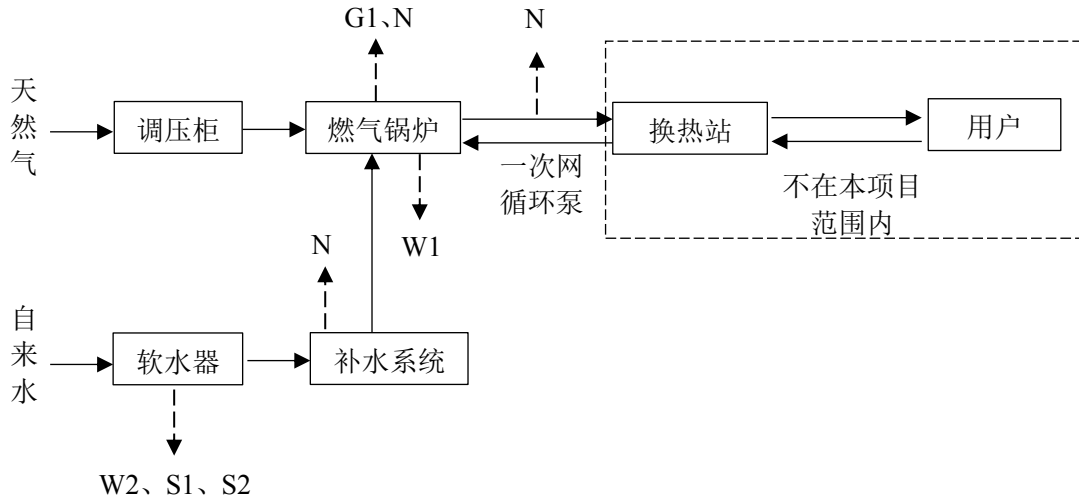 G1、N
N
天然气
调压柜
燃气锅炉
换热站
用户
一次网
循环泵
不在本项目
范围内
W1
N
自来水
软水器
补水系统
W2、S1、S2